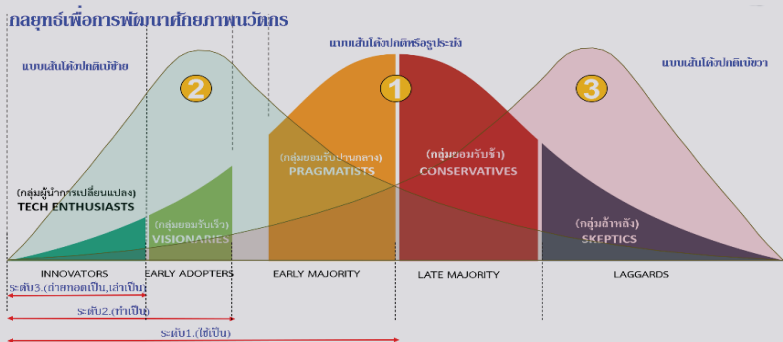 กลยุทธ์เพื่อการพัฒนาศักยภาพนวัตกร
แบบเส้นโค้งปกติหรือรูประฆัง
แบบเส้นโค้งปกติเบ้ซ้าย
แบบเส้นโค้งปกติเบ้ขวา
2
1
3
(กลุ่มผู้นำการเปลี่ยนแปลง)
TECH ENTHUSIASTS
(กลุ่มยอมรับเร็ว)
VISIONARIES
(กลุ่มยอมรับปานกลาง)
PRAGMATISTS
(กลุ่มยอมรับช้า)
CONSERVATIVES
(กลุ่มล้าหลัง)
SKEPTICS
INNOVATORS
EARLY ADOPTERS
EARLY MAJORITY
LATE MAJORITY
LAGGARDS
ระดับ3.(ถ่ายทอดเป็น,เล่าเป็น)
ระดับ2.(ทำเป็น)
ระดับ1.(ใช้เป็น)